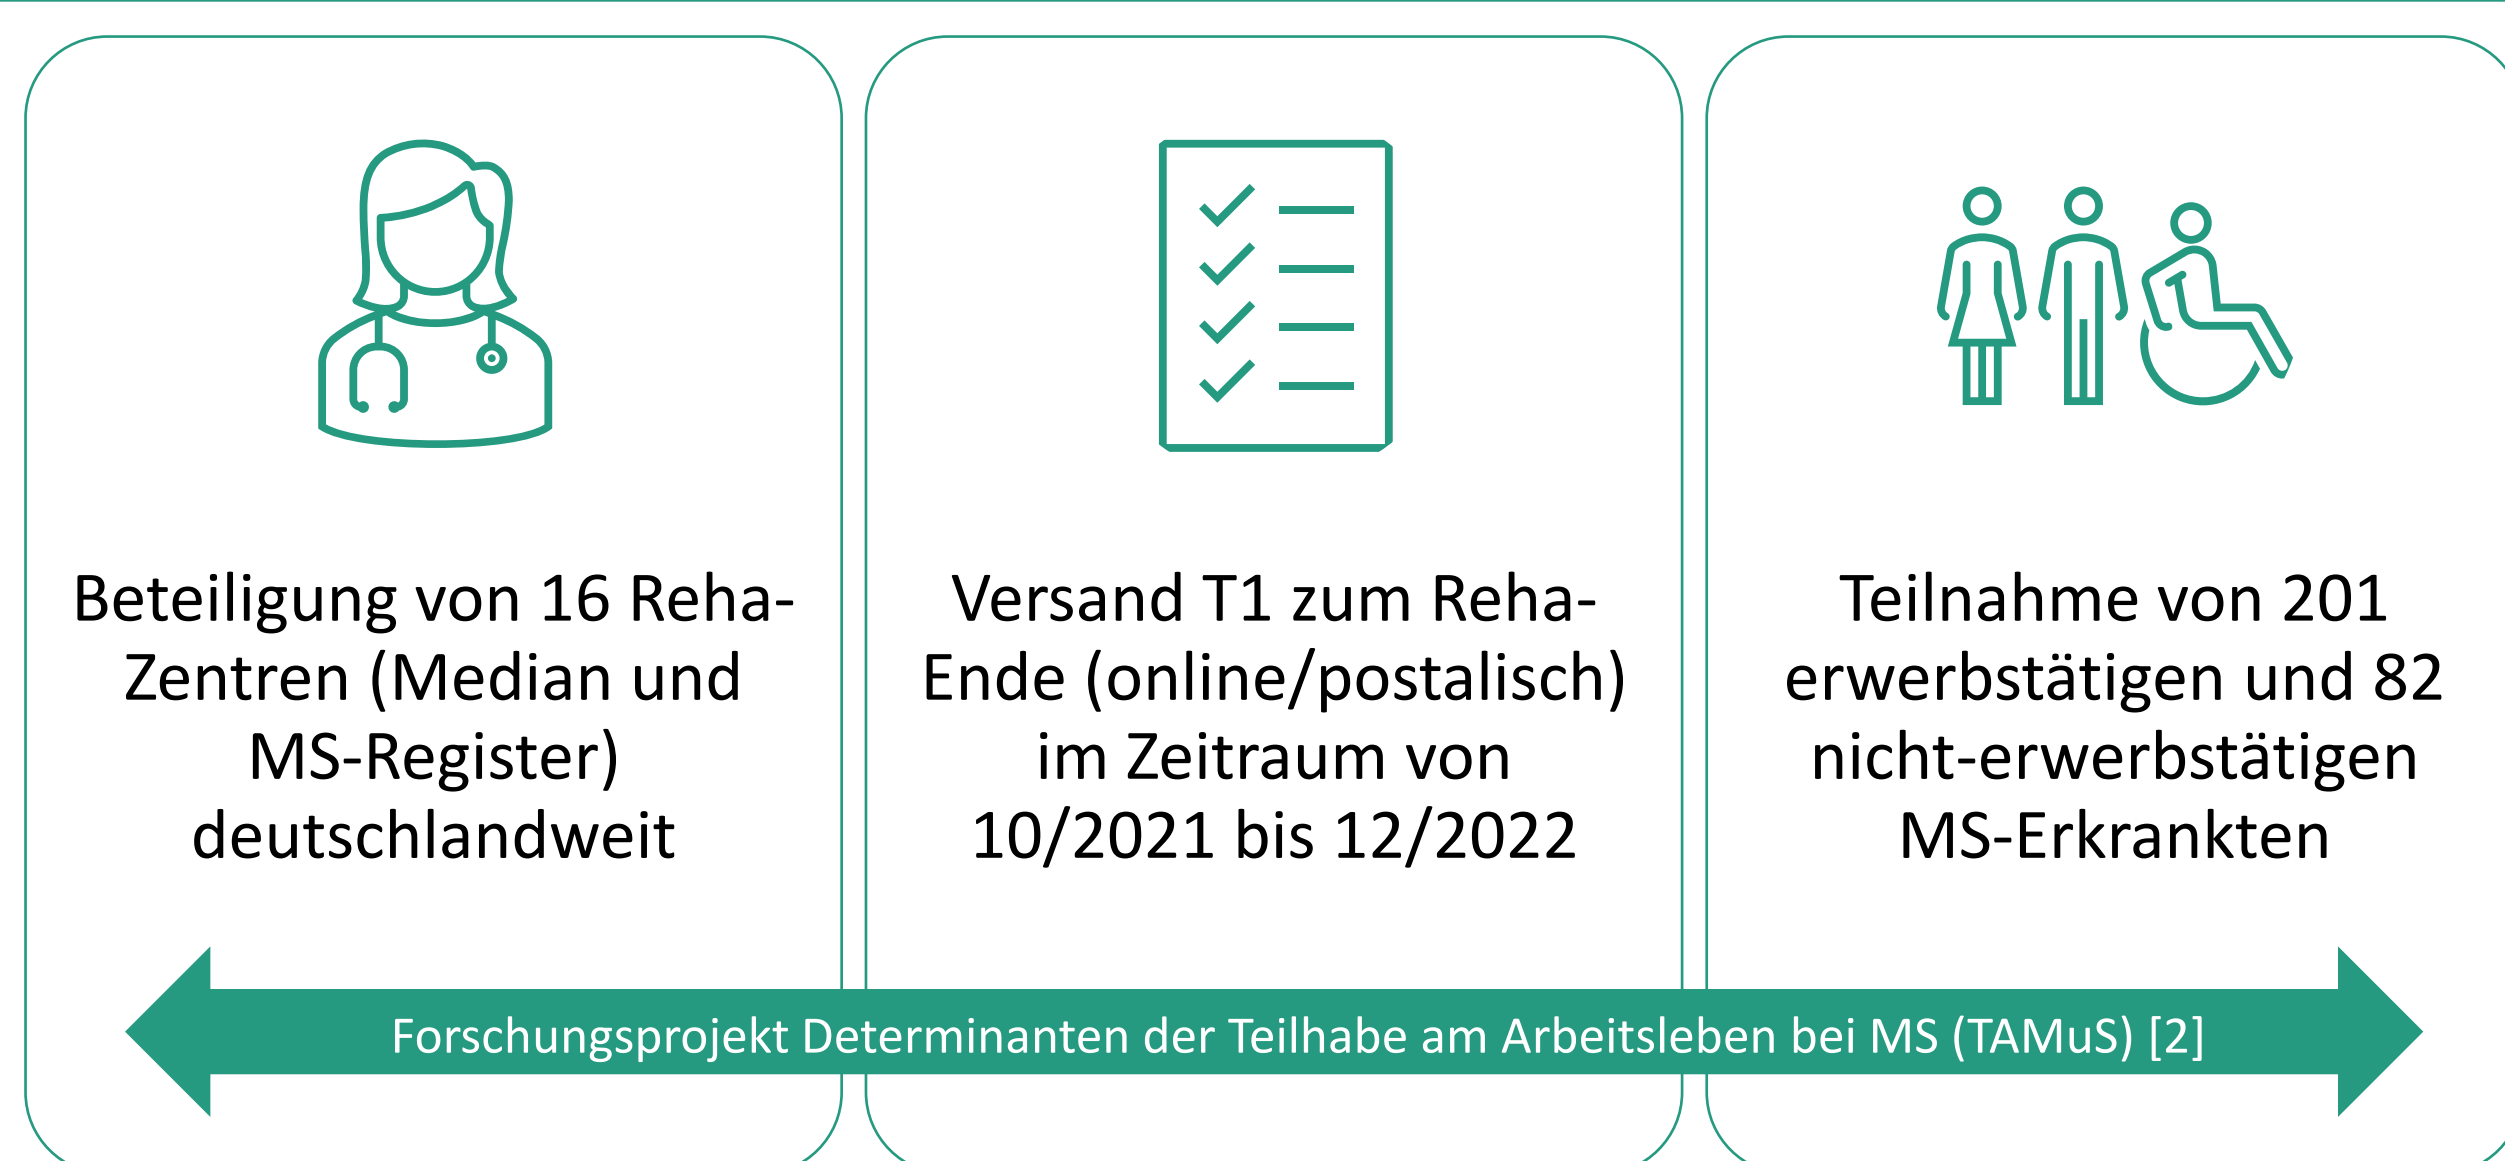 Beteiligung von 16 Reha-
Zentren (Median und
MS-Register)
deutschlandweit
Versand T1 zum Reha-
Ende (online/postalisch)
im Zeitraum von
10/2021 bis 12/2022
Teilnahme von 201
erwerbstätigen und 82
nicht-erwerbstätigen
MS-Erkrankten
Forschungsprojekt Determinanten der Teilhabe am Arbeitsleben bei MS (TAMuS) [2]